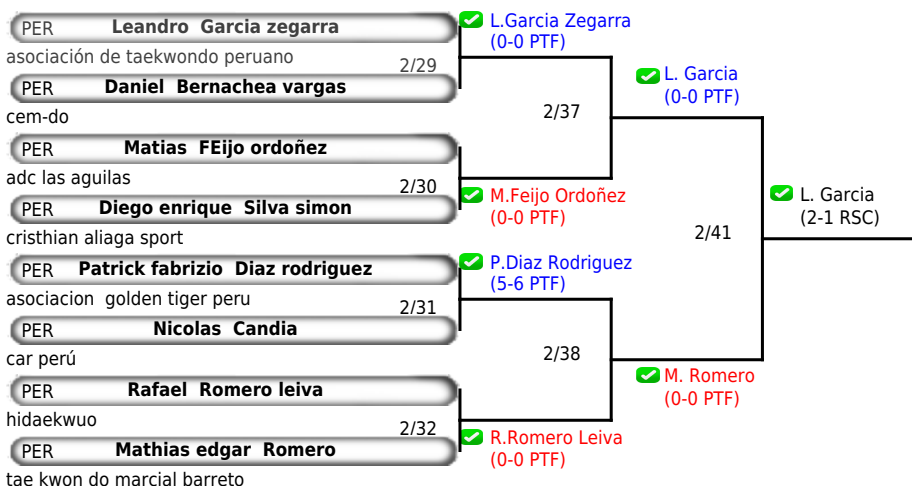 PER Leandro Garcia zegarra
asociación de taekwondo peruano
2/29
PER Daniel Bernachea vargas
cem-do
PER Matias FEijo ordoñez
adc las aguilas
2/30
PER Diego enrique Silva simon
cristhian aliaga sport
PER Patrick fabrizio Diaz rodriguez
asociacion golden tiger peru
2/31
PER Nicolas Candia
car perú
PER Rafael Romero leiva
hidaekwuo
2/32
PER Mathias edgar Romero
tae kwon do marcial barreto
L.Garcia Zegarra
(0-0 PTF)
2/37
M.Feijo Ordoñez
(0-0 PTF)
P.Diaz Rodriguez
(5-6 PTF)
2/38
R.Romero Leiva
(0-0 PTF)
L. Garcia
(0-0 PTF)
2/41
M. Romero
(0-0 PTF)
L. Garcia
(2-1 RSC)